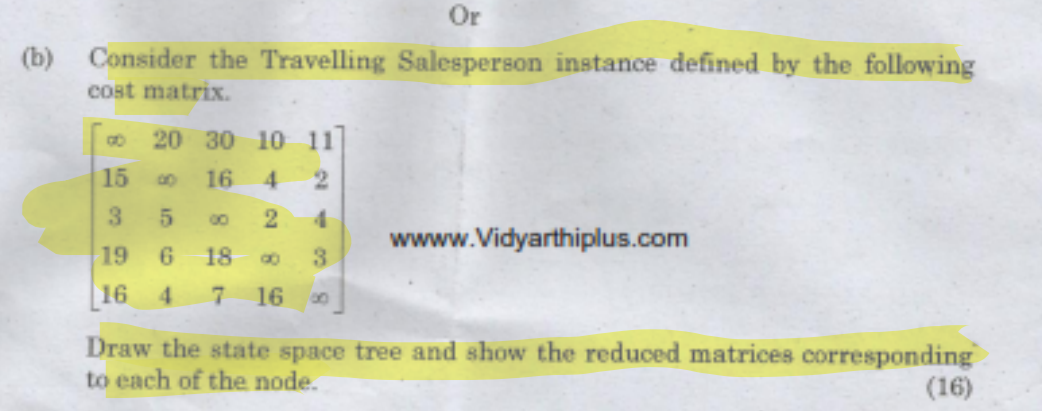 Or
(b) Consider the Travelling Salesperson instance defined by the following
cost matrix.
∞ 20 30 10 11
15 ∞ 16 4 2
3 5 ∞ 2 4
19 6 18 ∞ 3
16 4 7 16 ∞
wwww.Vidyarthiplus.com
Draw the state space tree and show the reduced matrices corresponding
to each of the node.
(16)